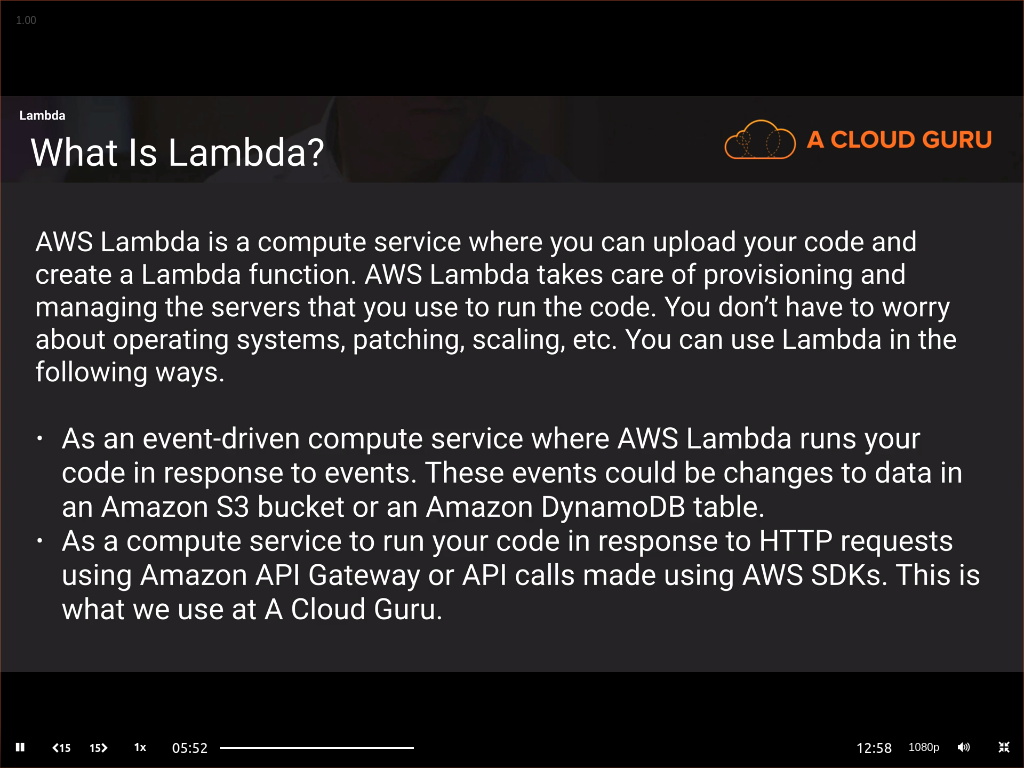 1.00
Lambda
What Is Lambda?
A CLOUD GURU
AWS Lambda is a compute service where you can upload your code and
create a Lambda function. AWS Lambda takes care of provisioning and
managing the servers that you use to run the code. You don’t have to worry
about operating systems, patching, scaling, etc. You can use Lambda in the
following ways.
• As an event-driven compute service where AWS Lambda runs your
code in response to events. These events could be changes to data in
an Amazon S3 bucket or an Amazon DynamoDB table.
• As a compute service to run your code in response to HTTP requests
using Amazon API Gateway or API calls made using AWS SDKs. This is
what we use at A Cloud Guru.
15 15 1x 05:52 12:58 1080p